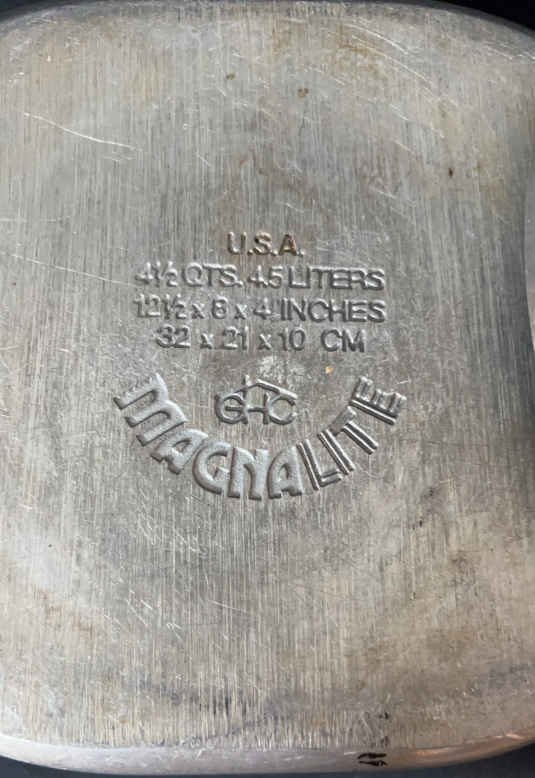 U.S.A.
4½ QTS. 4.5 LITERS
12½ x 8 x 4 INCHES
32 x 21 x 10 CM
GHC
MAGNALITE